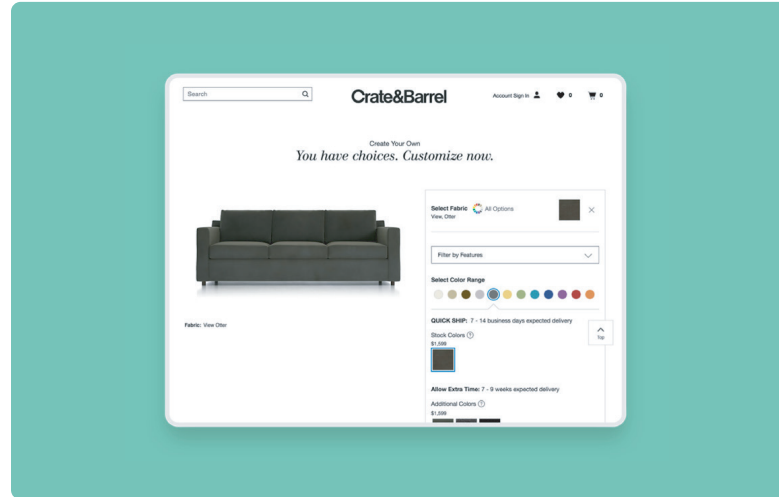 Search
Crate&Barrel
Account Sign In
0
0
Create Your Own
You have choices. Customize now.
Select Fabric All Options
View, Otter
Filter by Features
Select Color Range
QUICK SHIP: 7 - 14 business days expected delivery
Fabric: View Otter
Stock Colors ?
$1,599
Top
Allow Extra Time: 7 - 9 weeks expected delivery
Additional Colors ?
$1,599